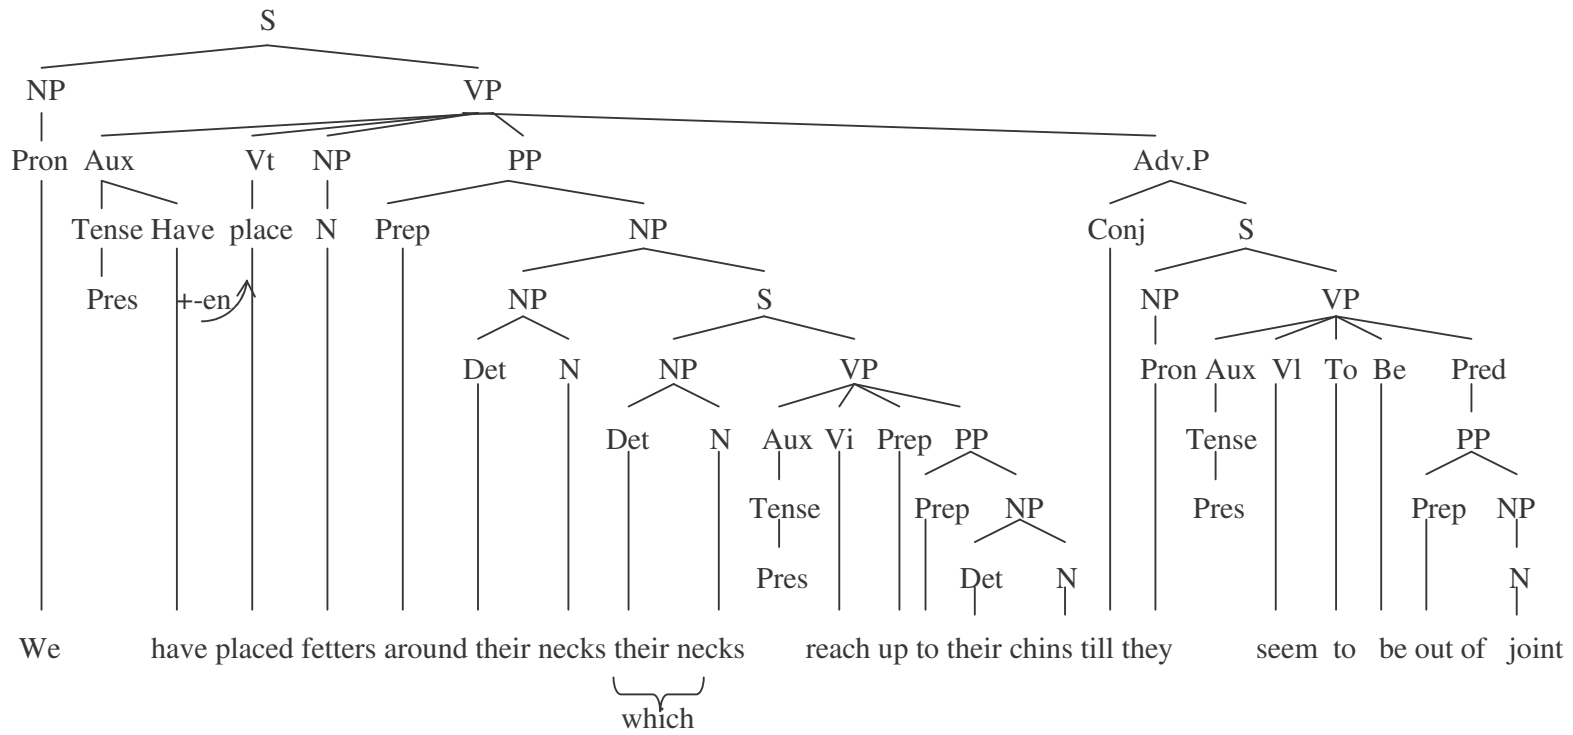 S
NP VP
Pron Aux Vt NP PP Adv.P
Tense Have place N Prep NP Conj S
Pres +-en NP S NP VP
Det N NP VP Pron Aux Vl To Be Pred
Det N Aux Vi Prep PP Tense PP
Tense Prep NP Pres Prep NP
Pres Det N N
We have placed fetters around their necks their necks reach up to their chins till they seem to be out of joint
which